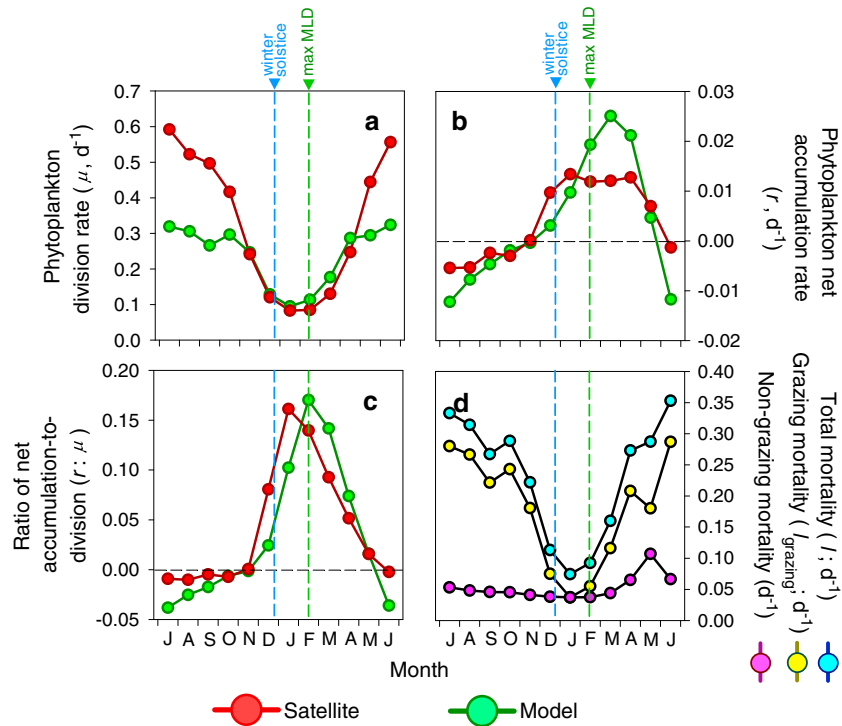 winter
solstice
max MLD
winter
solstice
max MLD
a
0.7
0.6
0.5
0.4
0.3
0.2
0.1
0.0
Phytoplankton
division rate (μ, d-1)
b
0.03
0.02
0.01
0.00
-0.01
-0.02
Phytoplankton net
accumulation rate
(r, d-1)
c
0.20
0.15
0.10
0.05
0.00
-0.05
Ratio of net
accumulation-to-
division (r: μ)
J A S O N D J F M A M J
d
0.40
0.35
0.30
0.25
0.20
0.15
0.10
0.05
0.00
Total mortality (l; d-1)
Grazing mortality (lgrazing; d-1)
Non-grazing mortality (d-1)
J A S O N D J F M A M J
Month
Satellite
Model